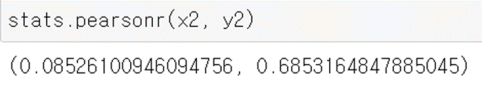 stats.pearsonr(x2, y2)
(0.08526100946094756, 0.6853164847885045)